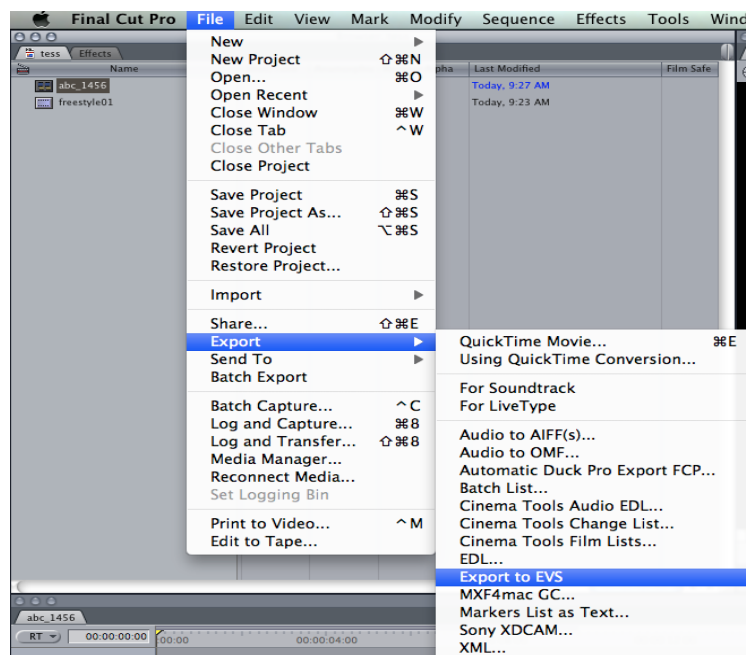 Final Cut Pro File Edit View Mark Modify Sequence Effects Tools Wind
tess Effects
Name pha Last Modified Film Safe
abc_1456 Today, 9:27 AM
freestyle01 Today, 9:23 AM
New
New Project ⇧⌘N
Open... ⌘O
Open Recent
Close Window ⌘W
Close Tab ^W
Close Other Tabs
Close Project
Save Project ⌘S
Save Project As... ⇧⌘S
Save All ⌥⌘S
Revert Project
Restore Project...
Import
Share... ⇧⌘E
Export
Send To
Batch Export
Batch Capture... ^C
Log and Capture... ⌘8
Log and Transfer... ⇧⌘8
Media Manager...
Reconnect Media...
Set Logging Bin
Print to Video... ^M
Edit to Tape...
QuickTime Movie... ⌘E
Using QuickTime Conversion...
For Soundtrack
For LiveType
Audio to AIFF(s)...
Audio to OMF...
Automatic Duck Pro Export FCP...
Batch List...
Cinema Tools Audio EDL...
Cinema Tools Change List...
Cinema Tools Film Lists...
EDL...
Export to EVS
MXF4mac GC...
Markers List as Text...
Sony XDCAM...
XML...
abc_1456
RT 00:00:00:00 00:00 00:00:04:00